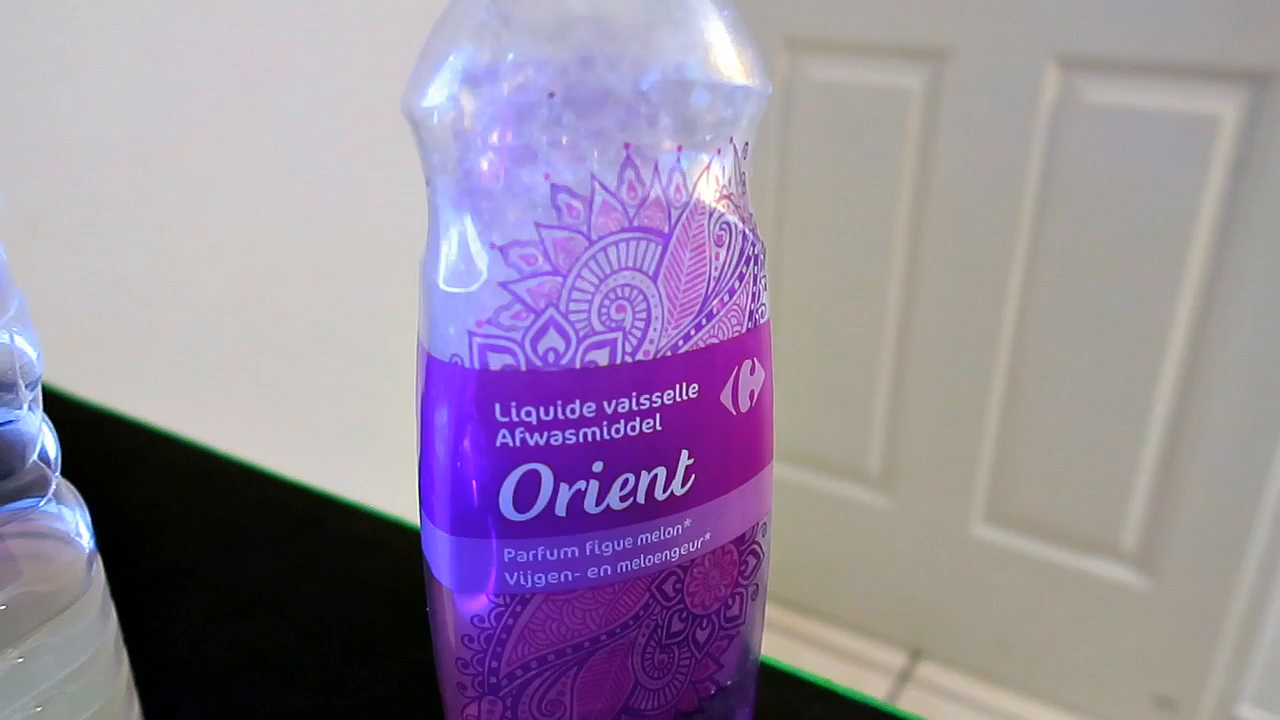 Liquide vaisselle
Afwasmiddel
Orient
Parfum figue melon*
Vijgen- en meloengeur*